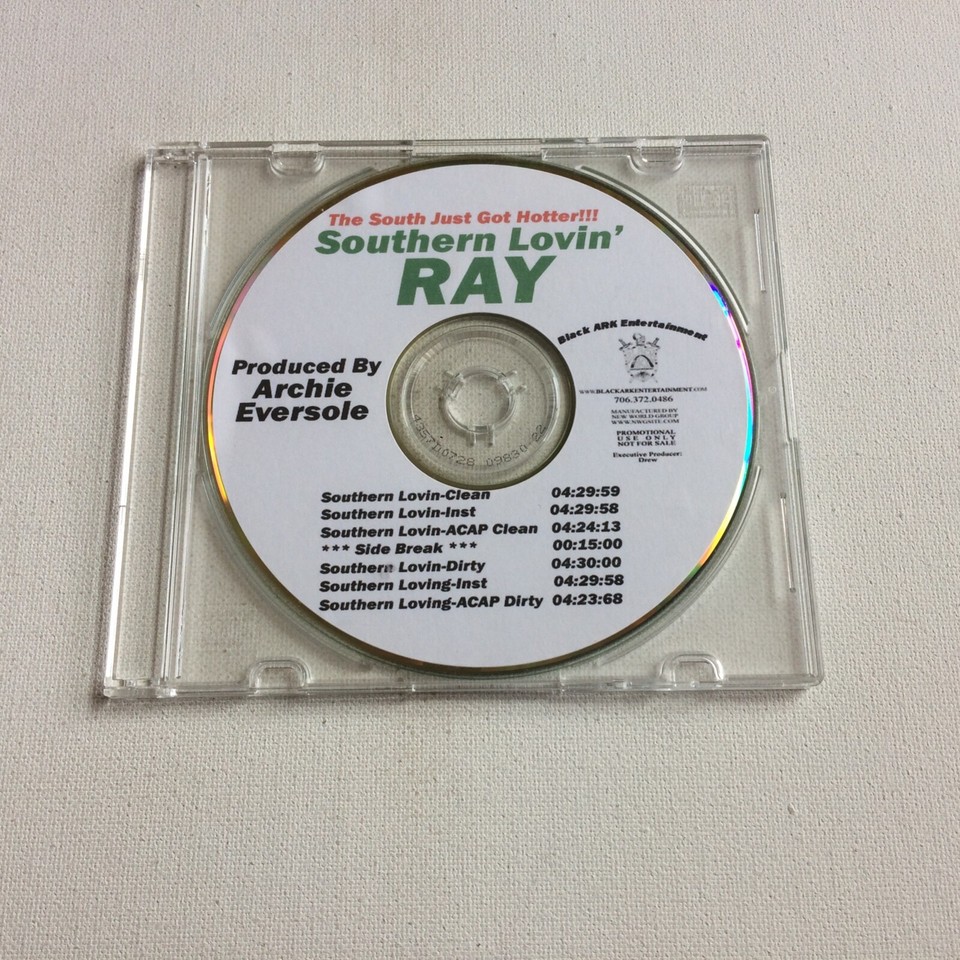 The South Just Got Hotter!!!
Southern Lovin'
RAY
Produced By
Archie
Eversole
Black ARK Entertainment
WWW.BLACKARKENTERTAINMENT.COM
706.372.0486
MANUFACTURED BY
NEW WORLD GROUP
WWW.NWGSITE.COM
PROMOTIONAL
USE ONLY
NOT FOR SALE
Executive Producer:
Drew
Southern Lovin-Clean 04:29:59
Southern Lovin-Inst 04:29:58
Southern Lovin-ACAP Clean 04:24:13
*** Side Break *** 00:15:00
Southern Lovin-Dirty 04:30:00
Southern Loving-Inst 04:29:58
Southern Loving-ACAP Dirty 04:23:68